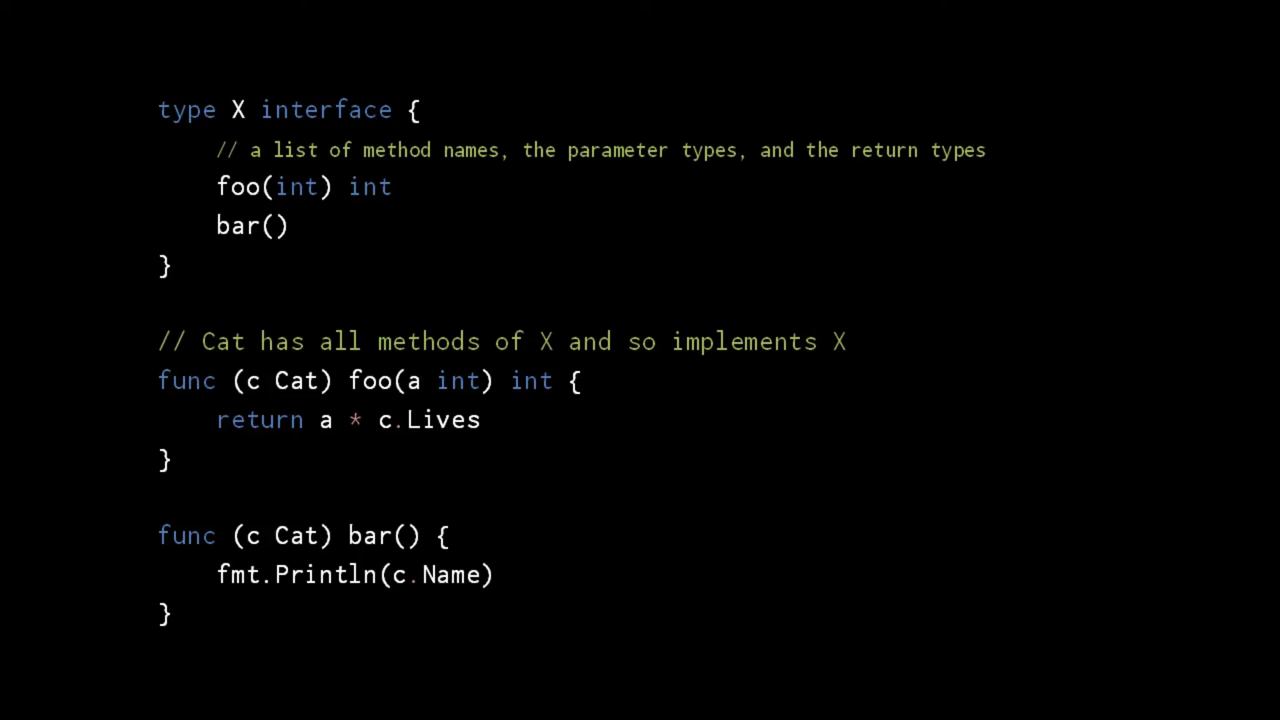 type X interface {
// a list of method names, the parameter types, and the return types
foo(int) int
bar()
}
// Cat has all methods of X and so implements X
func (c Cat) foo(a int) int {
return a * c.Lives
}
func (c Cat) bar() {
fmt.Println(c.Name)
}